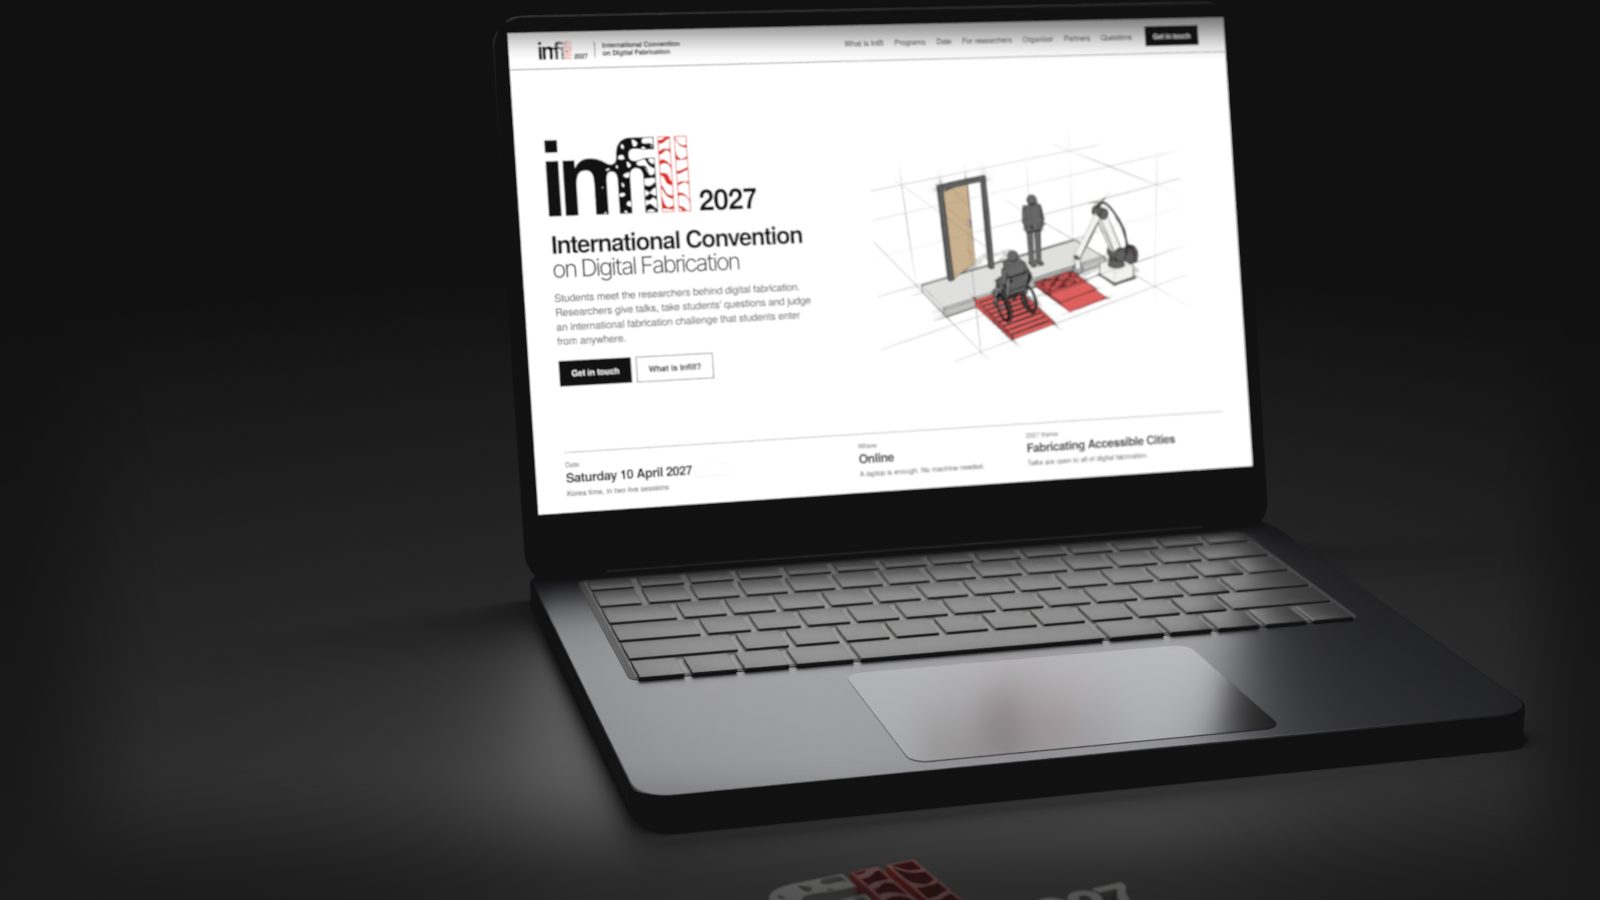 infill 2027 International Convention
on Digital Fabrication
What is Infill Programs Date For researchers Organiser Partners Questions Get in touch
infill 2027
International Convention
on Digital Fabrication
Students meet the researchers behind digital fabrication.
Researchers give talks, take students' questions and judge
an international fabrication challenge that students enter
from anywhere.
Get in touch What is Infill?
Date
Saturday 10 April 2027
Korea time, in two live sessions
Where
Online
A laptop is enough. No machine needed.
2027 theme
Fabricating Accessible Cities
Talks are open to all of digital fabrication
2027